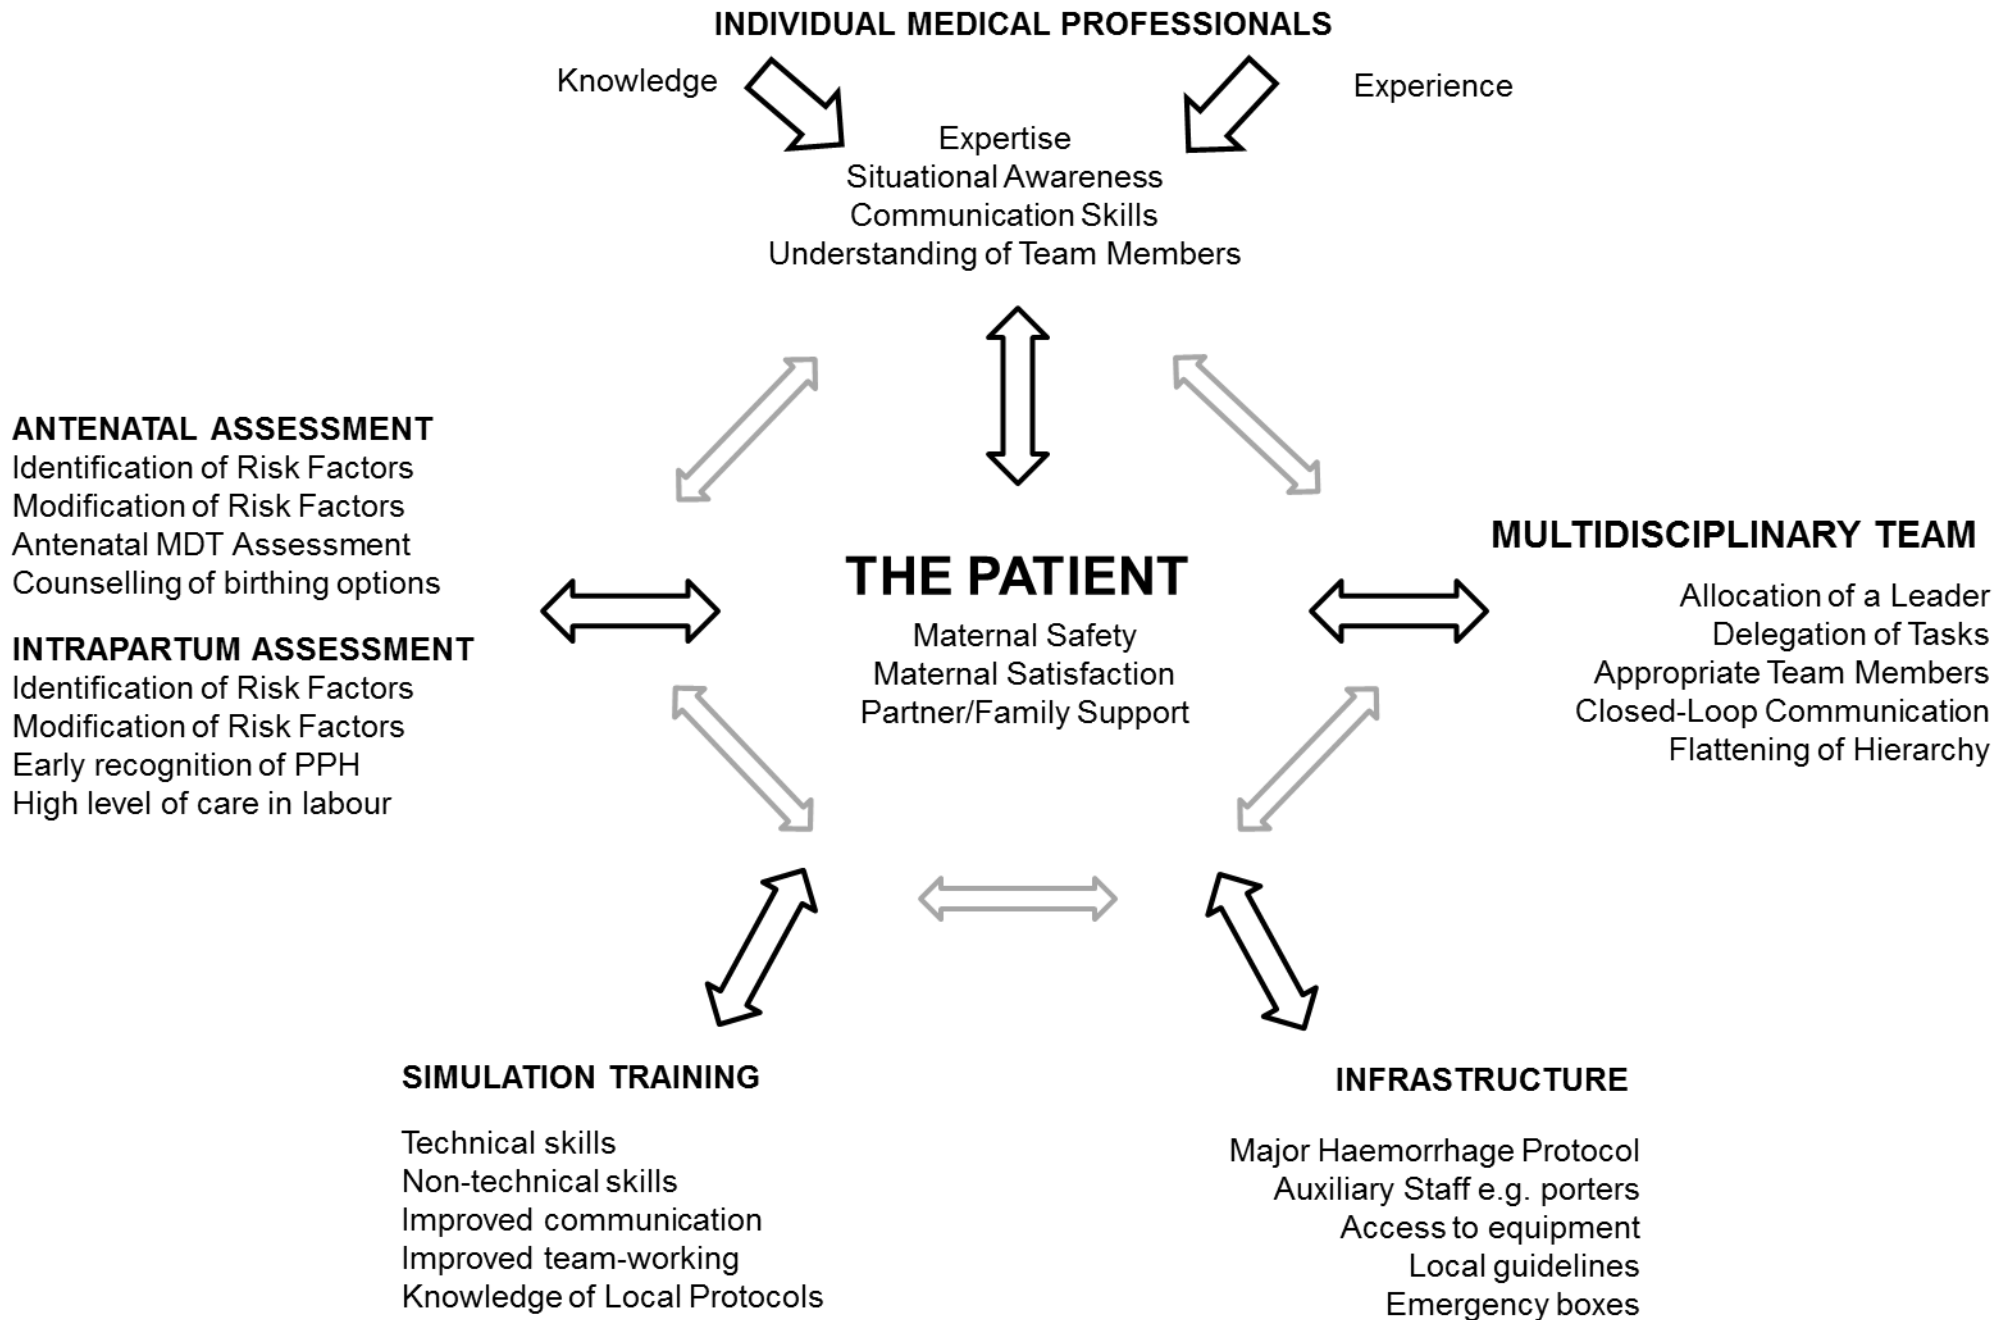 INDIVIDUAL MEDICAL PROFESSIONALS
Knowledge
Experience
Expertise
Situational Awareness
Communication Skills
Understanding of Team Members
ANTENATAL ASSESSMENT
Identification of Risk Factors
Modification of Risk Factors
Antenatal MDT Assessment
Counselling of birthing options
INTRAPARTUM ASSESSMENT
Identification of Risk Factors
Modification of Risk Factors
Early recognition of PPH
High level of care in labour
THE PATIENT
Maternal Safety
Maternal Satisfaction
Partner/Family Support
MULTIDISCIPLINARY TEAM
Allocation of a Leader
Delegation of Tasks
Appropriate Team Members
Closed-Loop Communication
Flattening of Hierarchy
SIMULATION TRAINING
Technical skills
Non-technical skills
Improved communication
Improved team-working
Knowledge of Local Protocols
INFRASTRUCTURE
Major Haemorrhage Protocol
Auxiliary Staff e.g. porters
Access to equipment
Local guidelines
Emergency boxes